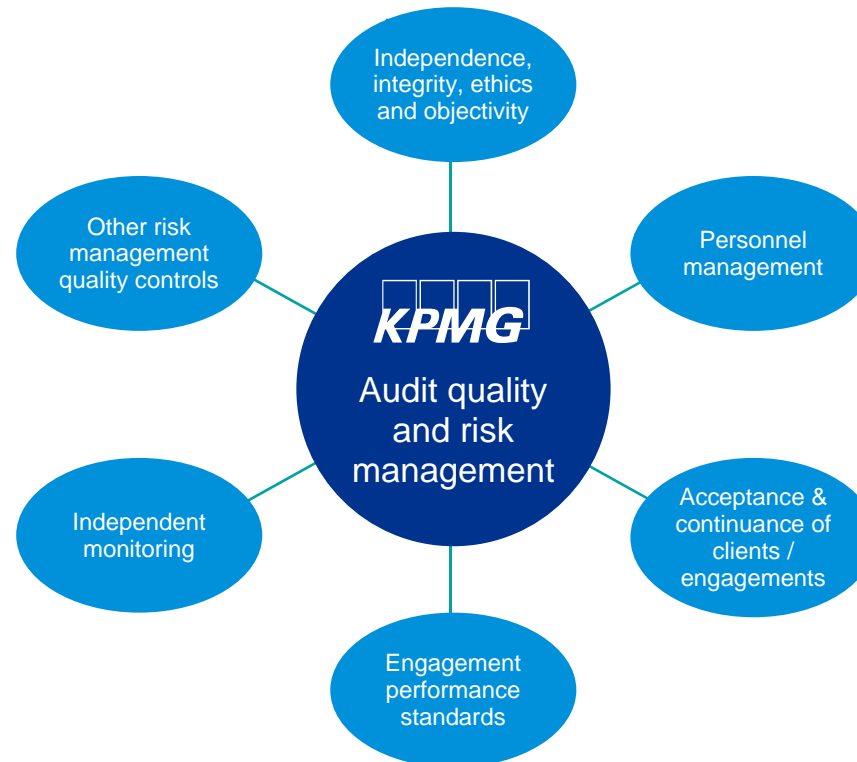 Independence,
integrity, ethics
and objectivity
Other risk
management
quality controls
Personnel
management
KPMG
Audit quality
and risk
management
Independent
monitoring
Acceptance &
continuance of
clients /
engagements
Engagement
performance
standards